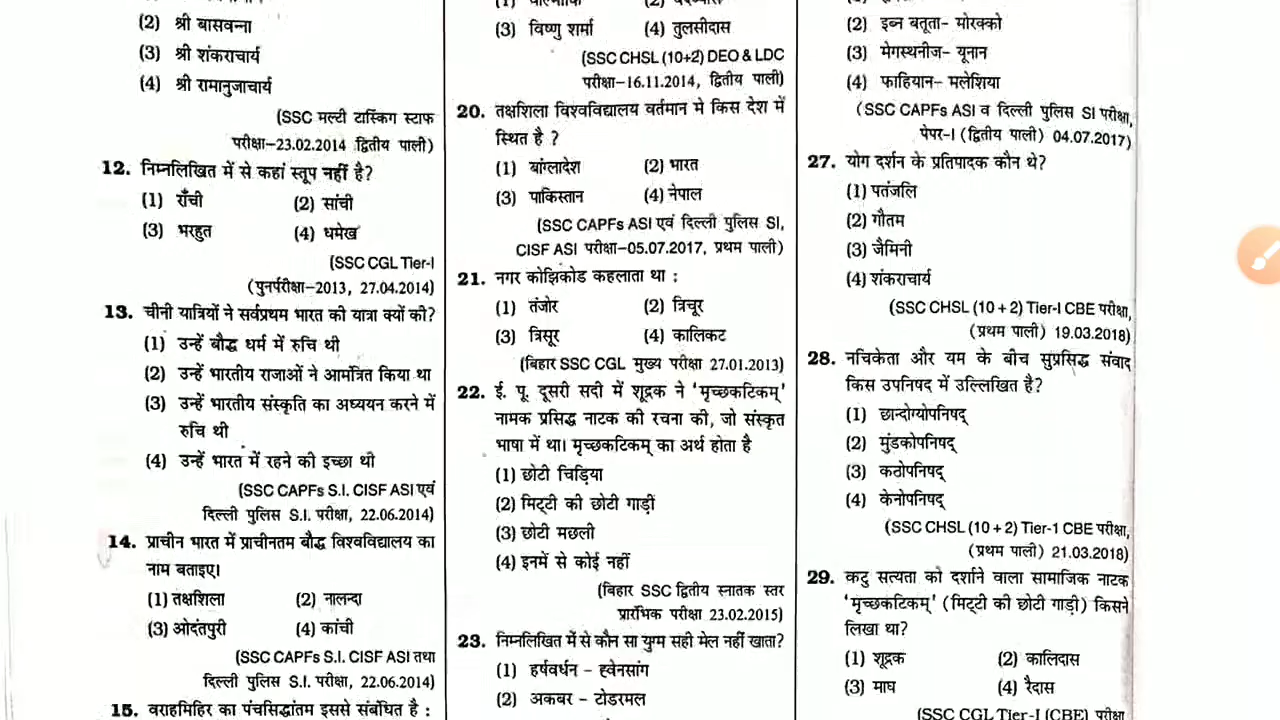 (2) श्री बासवन्ना
(3) श्री शंकराचार्य
(4) श्री रामानुजाचार्य
(SSC मल्टी टास्किंग स्टाफ
परीक्षा–23.02.2014 द्वितीय पाली)
12. निम्नलिखित में से कहां स्तूप नहीं है?
(1) राँची (2) सांची
(3) भरहुत (4) धमेख
(SSC CGL Tier-I
(पुनर्परीक्षा–2013, 27.04.2014)
13. चीनी यात्रियों ने सर्वप्रथम भारत की यात्रा क्यों की?
(1) उन्हें बौद्ध धर्म में रुचि थी
(2) उन्हें भारतीय राजाओं ने आमंत्रित किया था
(3) उन्हें भारतीय संस्कृति का अध्ययन करने में
रुचि थी
(4) उन्हें भारत में रहने की इच्छा थी
(SSC CAPFs S.I. CISF ASI एवं
दिल्ली पुलिस S.I. परीक्षा, 22.06.2014)
14. प्राचीन भारत में प्राचीनतम बौद्ध विश्वविद्यालय का
नाम बताइए।
(1) तक्षशिला (2) नालन्दा
(3) ओदंतपुरी (4) कांची
(SSC CAPFs S.I. CISF ASI तथा
दिल्ली पुलिस S.I. परीक्षा, 22.06.2014)
15. वराहमिहिर का पंचसिद्धांतम इससे संबंधित है :
(3) विष्णु शर्मा (4) तुलसीदास
(SSC CHSL (10+2) DEO & LDC
परीक्षा–16.11.2014, द्वितीय पाली)
20. तक्षशिला विश्वविद्यालय वर्तमान मे किस देश में
स्थित है ?
(1) बांग्लादेश (2) भारत
(3) पाकिस्तान (4) नेपाल
(SSC CAPFs ASI एवं दिल्ली पुलिस SI,
CISF ASI परीक्षा–05.07.2017, प्रथम पाली)
21. नगर कोझिकोड कहलाता था :
(1) तंजोर (2) त्रिचूर
(3) त्रिसूर (4) कालिकट
(बिहार SSC CGL मुख्य परीक्षा 27.01.2013)
22. ई. पू. दूसरी सदी में शूद्रक ने 'मृच्छकटिकम्'
नामक प्रसिद्ध नाटक की रचना की, जो संस्कृत
भाषा में था। मृच्छकटिकम् का अर्थ होता है
(1) छोटी चिड़िया
(2) मिट्टी की छोटी गाड़ी
(3) छोटी मछली
(4) इनमें से कोई नहीं
(बिहार SSC द्वितीय स्नातक स्तर
प्रारंभिक परीक्षा 23.02.2015)
23. निम्नलिखित में से कौन सा युग्म सही मेल नहीं खाता?
(1) हर्षवर्धन – ह्वेनसांग
(2) अकबर – टोडरमल
(2) इब्न बतूता– मोरक्को
(3) मेगस्थनीज– यूनान
(4) फाहियान– मलेशिया
(SSC CAPFs ASI व दिल्ली पुलिस SI परीक्षा,
पेपर-I (द्वितीय पाली) 04.07.2017)
27. योग दर्शन के प्रतिपादक कौन थे?
(1) पतंजलि
(2) गौतम
(3) जैमिनी
(4) शंकराचार्य
(SSC CHSL (10 + 2) Tier-I CBE परीक्षा,
(प्रथम पाली) 19.03.2018)
28. नचिकेता और यम के बीच सुप्रसिद्ध संवाद
किस उपनिषद में उल्लिखित है?
(1) छान्दोग्योपनिषद्
(2) मुंडकोपनिषद्
(3) कठोपनिषद्
(4) केनोपनिषद्
(SSC CHSL (10 + 2) Tier-1 CBE परीक्षा,
(प्रथम पाली) 21.03.2018)
29. कटु सत्यता को दर्शाने वाला सामाजिक नाटक
'मृच्छकटिकम्' (मिट्टी की छोटी गाड़ी) किसने
लिखा था?
(1) शूद्रक (2) कालिदास
(3) माघ (4) रैदास
(SSC CGL Tier-I (CBE) परीक्षा